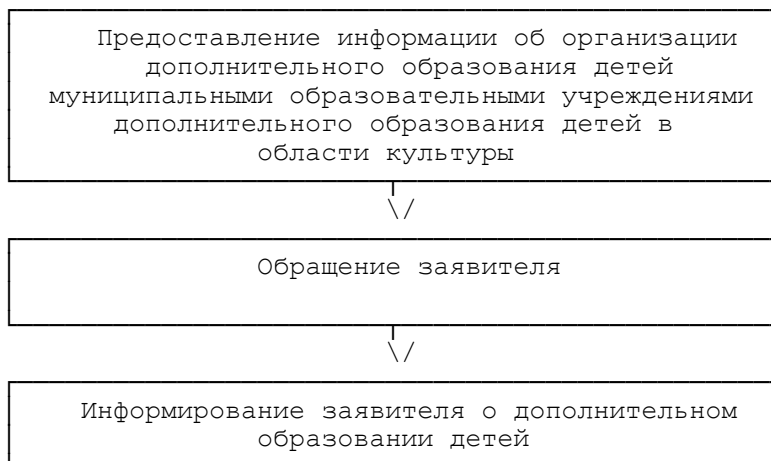 Предоставление информации об организации
дополнительного образования детей
муниципальными образовательными учреждениями
дополнительного образования детей в
области культуры
\/
Обращение заявителя
\/
Информирование заявителя о дополнительном
образовании детей